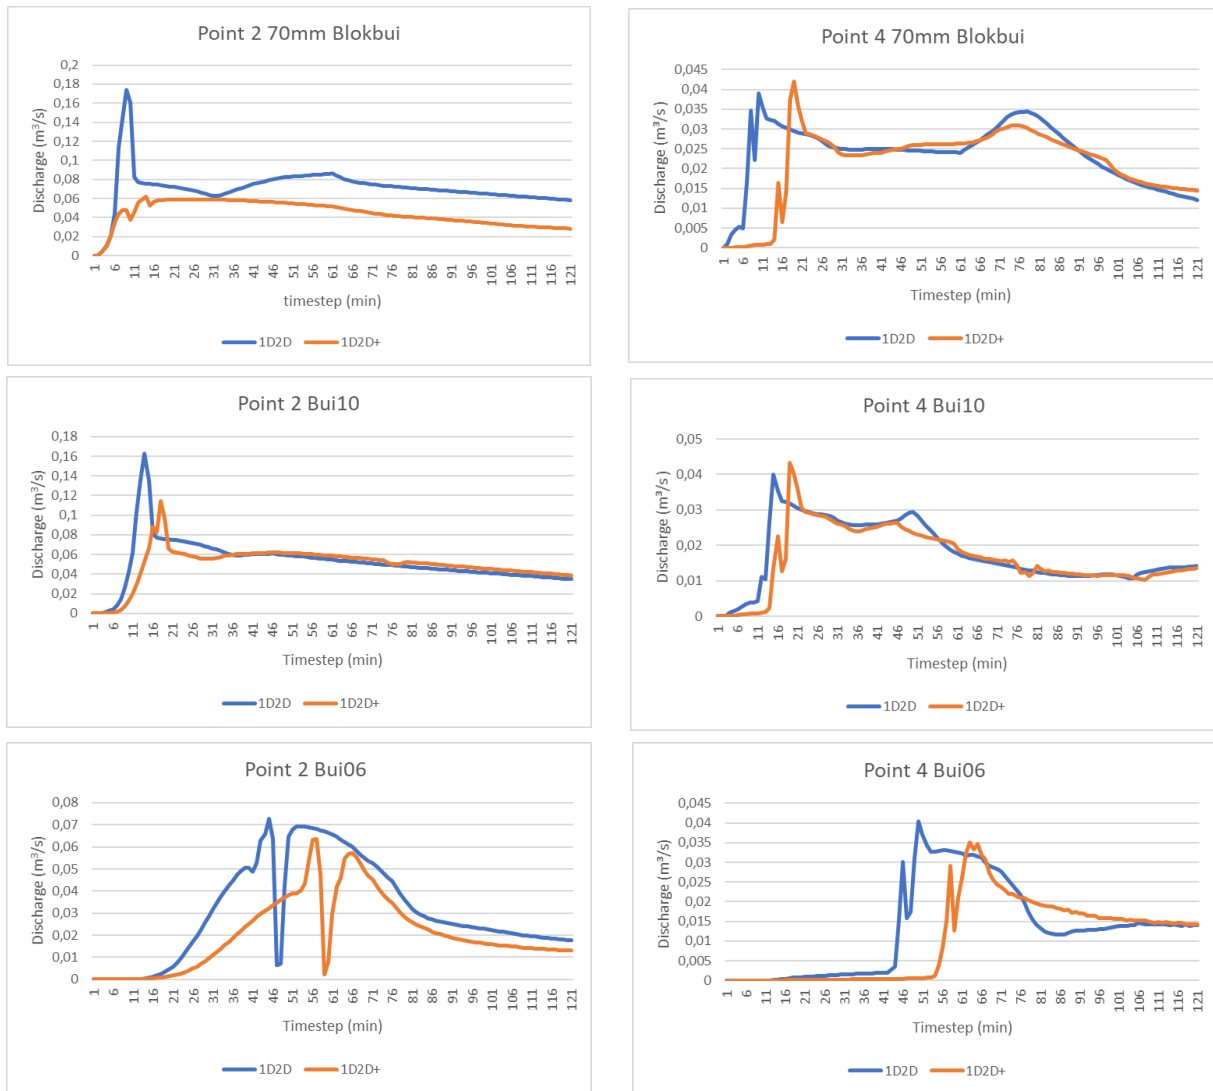 Point 2 70mm Blokbui
Discharge (m³/s)
0,2
0,18
0,16
0,14
0,12
0,1
0,08
0,06
0,04
0,02
0
1 6 11 16 21 26 31 36 41 46 51 56 61 66 71 76 81 86 91 96 101 106 111 116 121
timestep (min)
1D2D 1D2D+
Point 4 70mm Blokbui
Discharge (m³/s )
0,045
0,04
0,035
0,03
0,025
0,02
0,015
0,01
0,005
0
1 6 11 16 21 26 31 36 41 46 51 56 61 66 71 76 81 86 91 96 101 106 111 116 121
Timestep (min)
1D2D 1D2D+
Point 2 Bui10
Discharge (m³/s)
0,18
0,16
0,14
0,12
0,1
0,08
0,06
0,04
0,02
0
1 6 11 16 21 26 31 36 41 46 51 56 61 66 71 76 81 86 91 96 101 106 111 116 121
Timestep (min)
1D2D 1D2D+
Point 4 Bui10
Discharge (m³/s )
0,05
0,04
0,03
0,02
0,01
0
1 6 11 16 21 26 31 36 41 46 51 56 61 66 71 76 81 86 91 96 101 106 111 116 121
Timestep (min)
1D2D 1D2D+
Point 2 Bui06
Discharge (m³/s)
0,08
0,07
0,06
0,05
0,04
0,03
0,02
0,01
0
1 6 11 16 21 26 31 36 41 46 51 56 61 66 71 76 81 86 91 96 101 106 111 116 121
Timestep (min)
1D2D 1D2D+
Point 4 Bui06
Discharge (m³/s)
0,045
0,04
0,035
0,03
0,025
0,02
0,015
0,01
0,005
0
1 6 11 16 21 26 31 36 41 46 51 56 61 66 71 76 81 86 91 96 101 106 111 116 121
Timestep (min)
1D2D 1D2D+